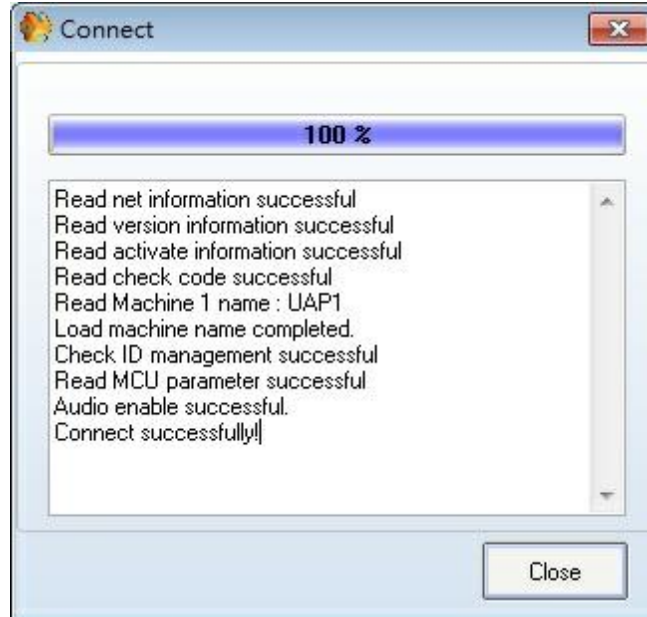 Connect
100 %
Read net information successful
Read version information successful
Read activate information successful
Read check code successful
Read Machine 1 name : UAP1
Load machine name completed.
Check ID management successful
Read MCU parameter successful
Audio enable successful.
Connect successfully!
Close